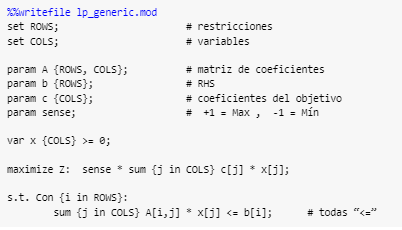 %%writefile lp_generic.mod
set ROWS;                      # restricciones
set COLS;                      # variables
param A {ROWS, COLS};          # matriz de coeficientes
param b {ROWS};                # RHS
param c {COLS};                # coeficientes del objetivo
param sense;                   #  +1 = Max ,  -1 = Mín
var x {COLS} >= 0;
maximize Z:  sense * sum {j in COLS} c[j] * x[j];
s.t. Con {i in ROWS}:
        sum {j in COLS} A[i,j] * x[j] <= b[i];      # todas “<=”